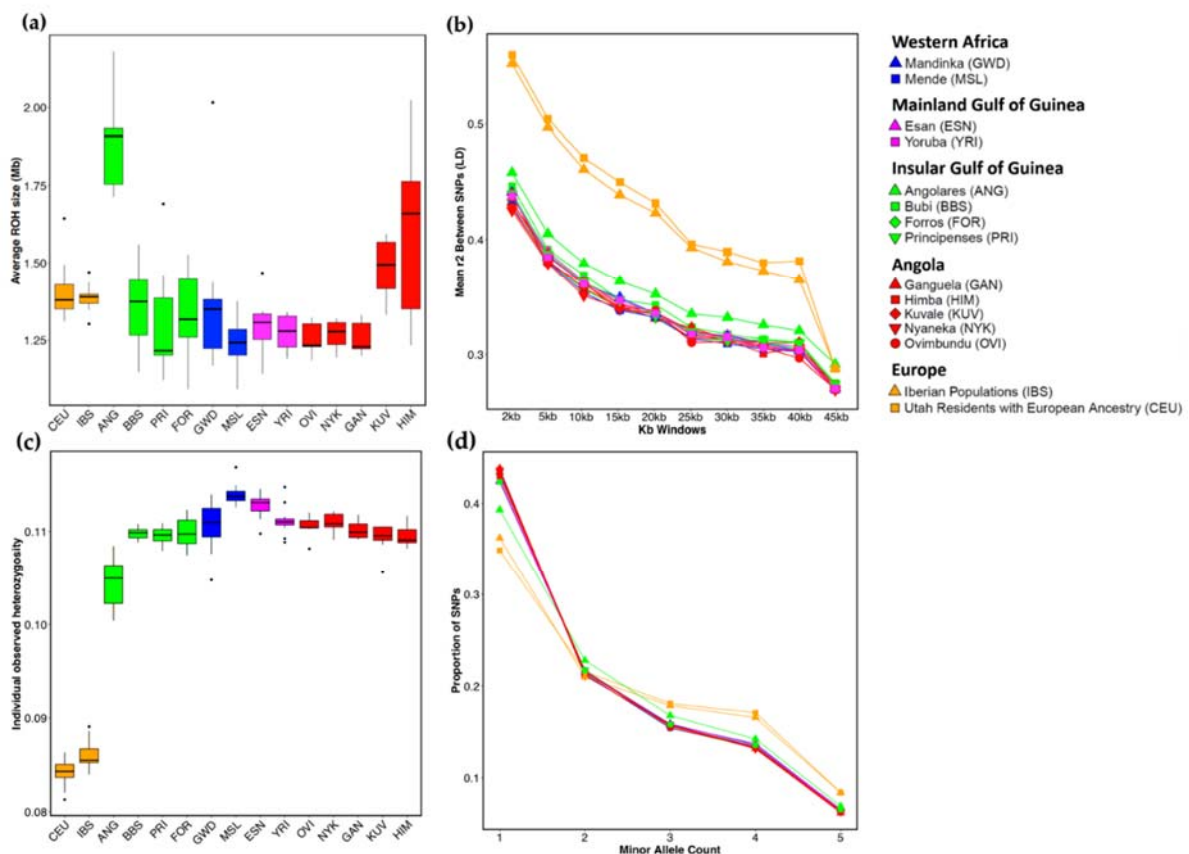 (a)
2.00
1.75
1.50
1.25
Average ROH size (Mb)
CEU
IBS
ANG
BBS
PRI
FOR
GWD
MSL
ESN
YRI
OVI
NYK
GAN
KUV
HIM
(b)
0.5
0.4
0.3
Mean r2 Between SNPs (LD)
2kb
5kb
10kb
15kb
20kb
25kb
30kb
35kb
40kb
45kb
Kb Windows
Western Africa
Mandinka (GWD)
Mende (MSL)
Mainland Gulf of Guinea
Esan (ESN)
Yoruba (YRI)
Insular Gulf of Guinea
Angolares (ANG)
Bubi (BBS)
Forros (FOR)
Principenses (PRI)
Angola
Ganguela (GAN)
Himba (HIM)
Kuvale (KUV)
Nyaneka (NYK)
Ovimbundu (OVI)
Europe
Iberian Populations (IBS)
Utah Residents with European Ancestry (CEU)
(c)
0.11
0.10
0.09
0.08
Individual observed heterozygosity
CEU
IBS
ANG
BBS
PRI
FOR
GWD
MSL
ESN
YRI
OVI
NYK
GAN
KUV
HIM
(d)
0.4
0.3
0.2
0.1
Proportion of SNPs
1
2
3
4
5
Minor Allele Count